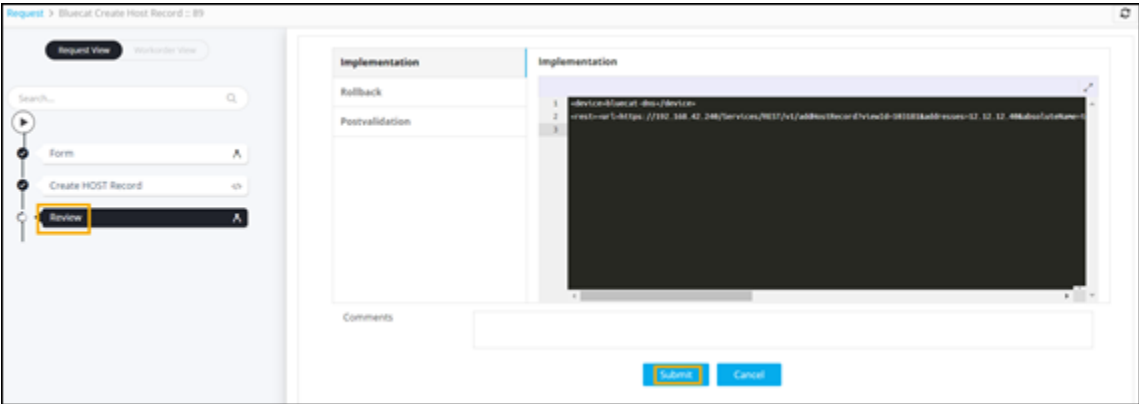 Request > Bluecat Create Host Record :: 89
Request View
Workorder View
Search...
Form
Create HOST Record
Review
Implementation
Rollback
Postvalidation
Implementation
1 <device>bluecat-dns</device>
2 <rest><url>https://192.168.42.240/Services/REST/v1/addHostRecord?viewId=103181&addresses=12.12.12.40&absoluteName=
3
Comments
Submit
Cancel